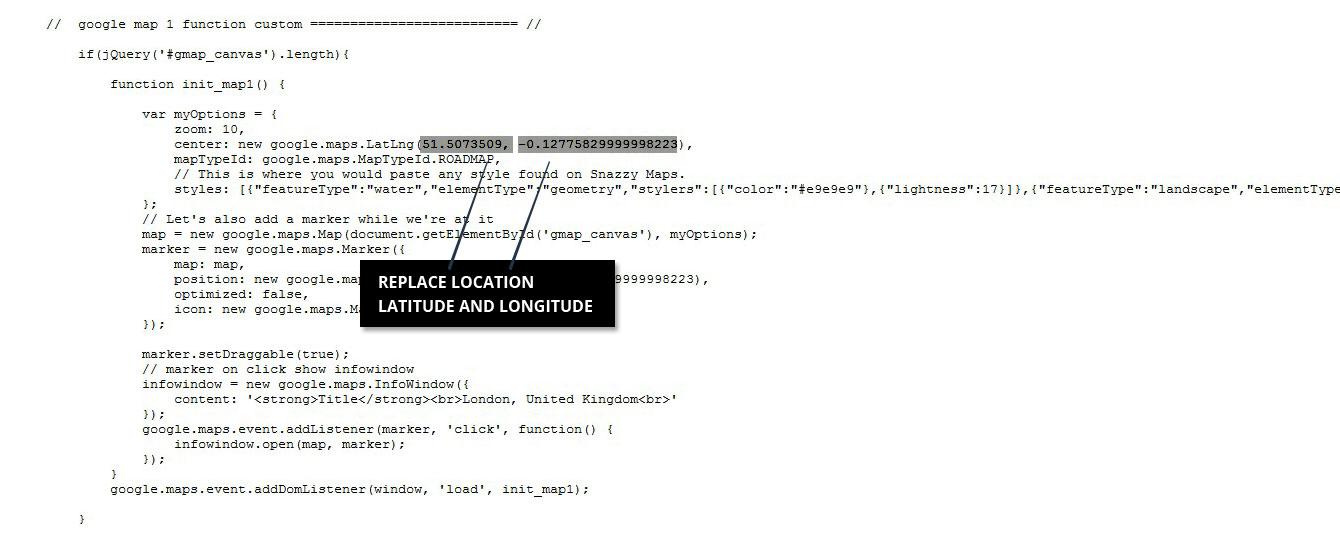 //  google map 1 function custom ========================== //
if(jQuery('#gmap_canvas').length){
function init_map1() {
var myOptions = {
zoom: 10,
center: new google.maps.LatLng(51.5073509, -0.12775829999998223),
mapTypeId: google.maps.MapTypeId.ROADMAP,
// This is where you would paste any style found on Snazzy Maps.
styles: [{"featureType":"water","elementType":"geometry","stylers":[{"color":"#e9e9e9"},{"lightness":17}]},{"featureType":"landscape","elementType
};
// Let's also add a marker while we're at it
map = new google.maps.Map(document.getElementById('gmap_canvas'), myOptions);
marker = new google.maps.Marker({
map: map,
position: new google.map 9999998223),
optimized: false,
icon: new google.maps.Ma
});
REPLACE LOCATION
LATITUDE AND LONGITUDE
marker.setDraggable(true);
// marker on click show infowindow
infowindow = new google.maps.InfoWindow({
content: '<strong>Title</strong><br>London, United Kingdom<br>'
});
google.maps.event.addListener(marker, 'click', function() {
infowindow.open(map, marker);
});
}
google.maps.event.addDomListener(window, 'load', init_map1);
}